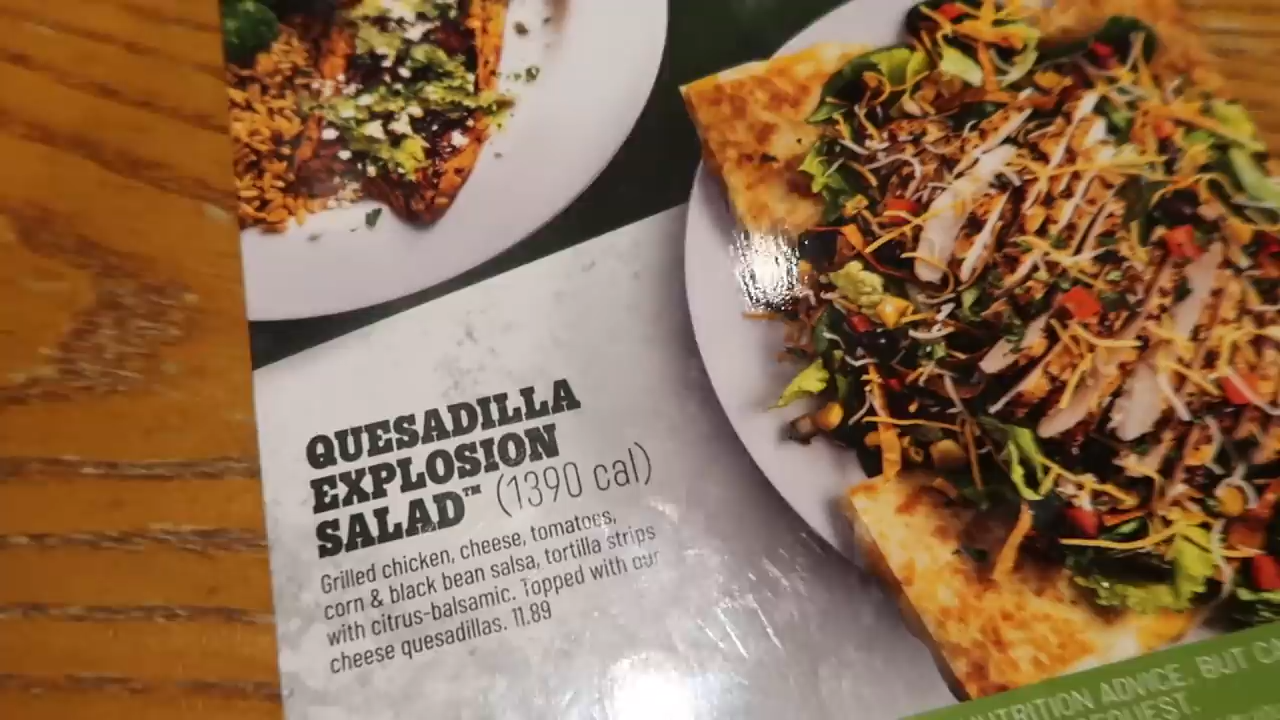 QUESADILLA
EXPLOSION
SALAD™ (1390 cal)
Grilled chicken, cheese, tomatoes,
corn & black bean salsa, tortilla strips
with citrus-balsamic. Topped with our
cheese quesadillas. 11.89
NUTRITION ADVICE, BUT